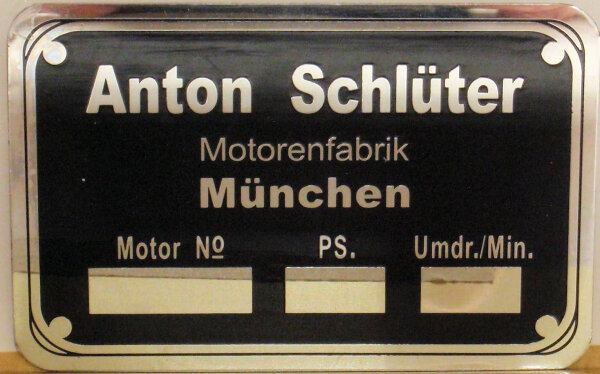 Anton Schlüter
Motorenfabrik
München
Motor Nº PS. Umdr./Min.